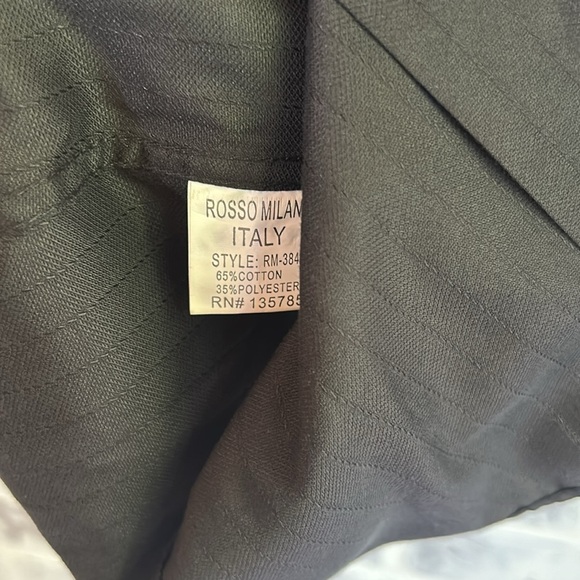 ROSSO MILAN
ITALY
STYLE: RM-384
65%COTTON
35%POLYESTER
RN# 135785